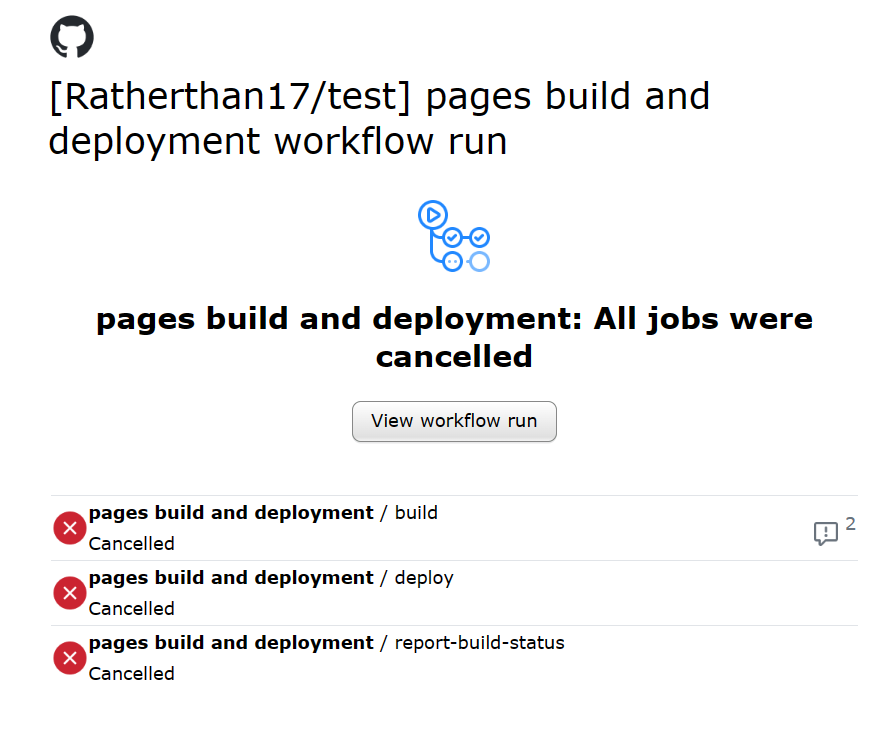 [Ratherthan17/test] pages build and
deployment workflow run
pages build and deployment: All jobs were
cancelled
View workflow run
pages build and deployment / build
Cancelled
2
pages build and deployment / deploy
Cancelled
pages build and deployment / report-build-status
Cancelled